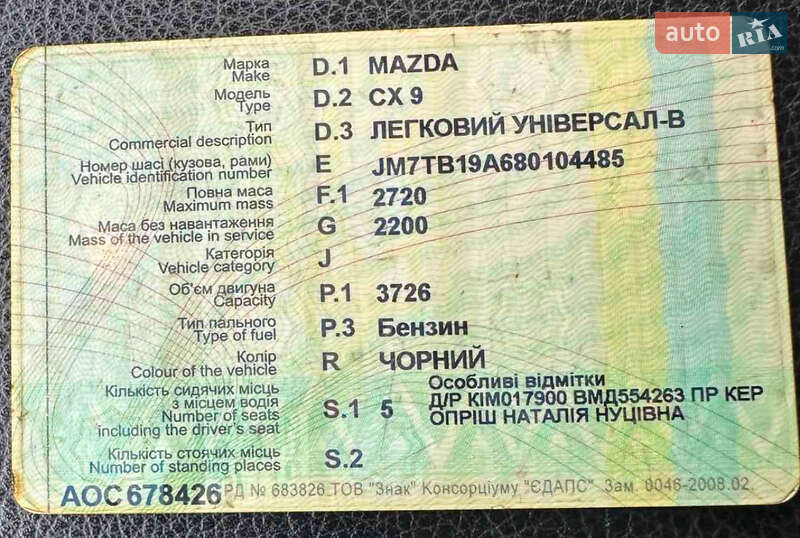 auto RIA.com
Марка D.1 MAZDA
Make
Модель D.2 CX 9
Type
Тип D.3 ЛЕГКОВИЙ УНІВЕРСАЛ-В
Commercial description
Номер шасі (кузова, рами) E JM7TB19A680104485
Vehicle identification number
Повна маса F.1 2720
Maximum mass
Маса без навантаження G 2200
Mass of the vehicle in service
Категорія J
Vehicle category
Об'єм двигуна P.1 3726
Capacity
Тип пального P.3 Бензин
Type of fuel
Колір R ЧОРНИЙ
Colour of the vehicle
Кількість сидячих місць
з місцем водія
Number of seats
including the driver's seat
S.1 5
Особливі відмітки
Д/Р КІМ017900 ВМД554263 ПР КЕР
ОПРІШ НАТАЛІЯ НУЦІВНА
Кількість стоячих місць S.2
Number of standing places
АОС678426 РД № 683826 ТОВ "Знак" Консорціуму "ЄДАПС". Зам. 0046-2008.02.